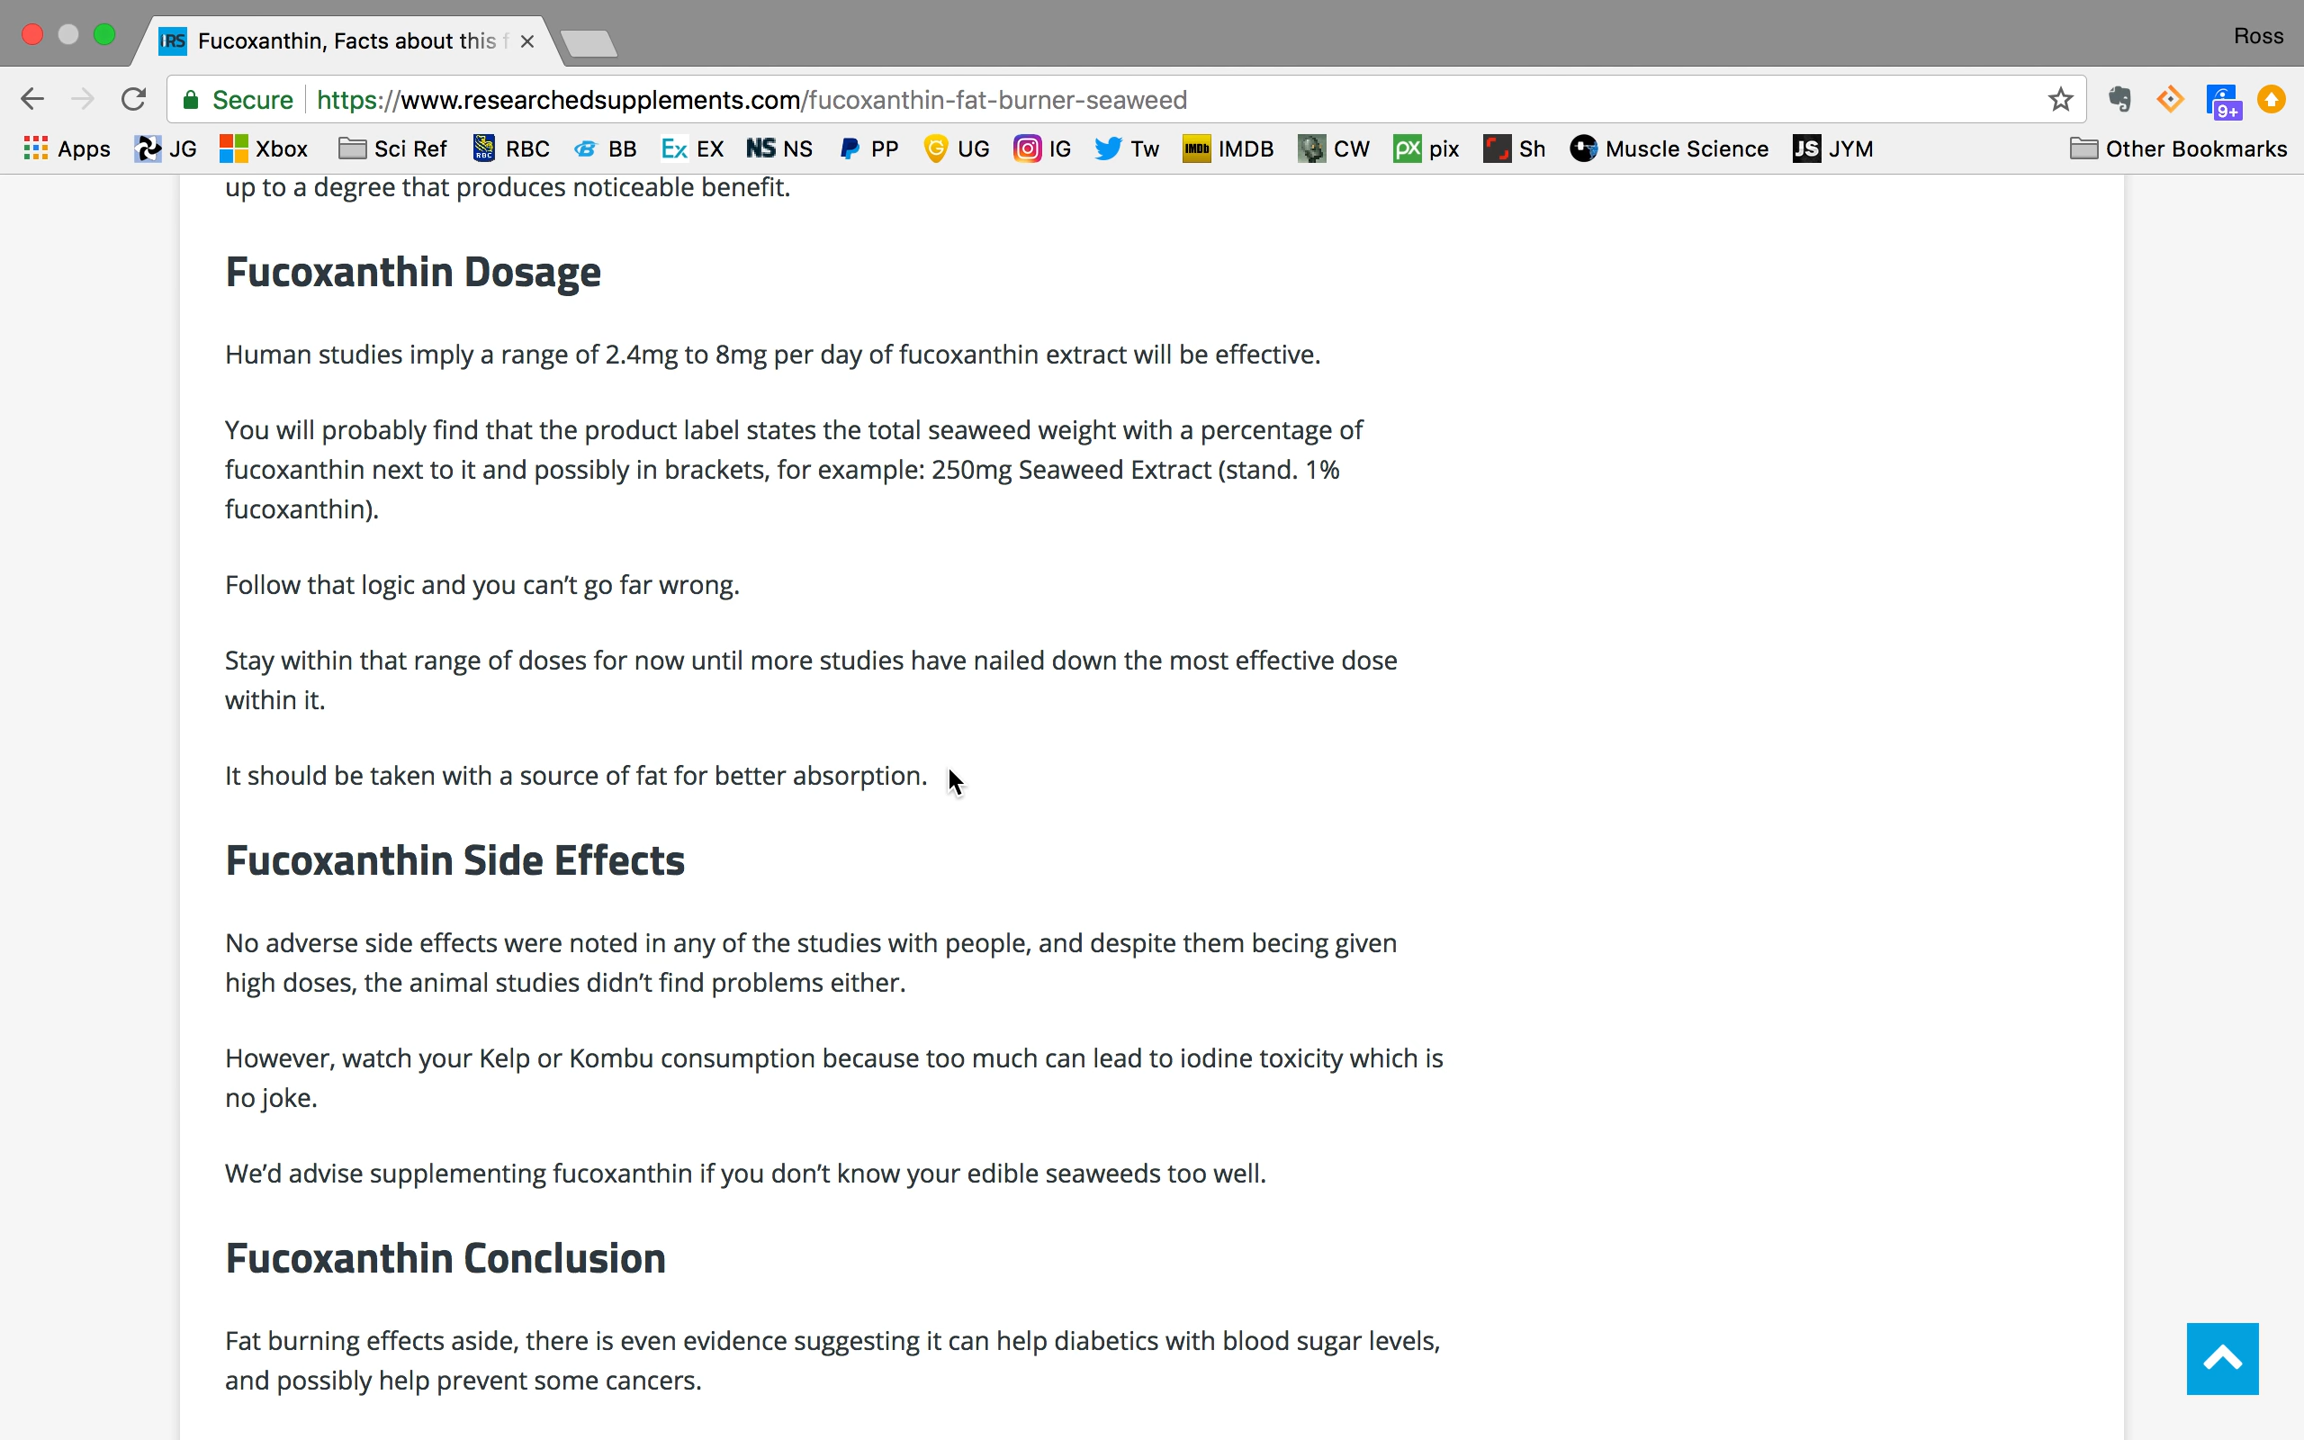 IRS Fucoxanthin, Facts about this f
Ross
Secure https://www.researchedsupplements.com/fucoxanthin-fat-burner-seaweed
9+
Apps JG Xbox Sci Ref RBC RBC BB Ex EX NS NS PP G UG IG Tw IMDb IMDB CW px pix Sh Muscle Science JS JYM Other Bookmarks
up to a degree that produces noticeable benefit.
Fucoxanthin Dosage
Human studies imply a range of 2.4mg to 8mg per day of fucoxanthin extract will be effective.
You will probably find that the product label states the total seaweed weight with a percentage of
fucoxanthin next to it and possibly in brackets, for example: 250mg Seaweed Extract (stand. 1%
fucoxanthin).
Follow that logic and you can’t go far wrong.
Stay within that range of doses for now until more studies have nailed down the most effective dose
within it.
It should be taken with a source of fat for better absorption.
Fucoxanthin Side Effects
No adverse side effects were noted in any of the studies with people, and despite them becing given
high doses, the animal studies didn’t find problems either.
However, watch your Kelp or Kombu consumption because too much can lead to iodine toxicity which is
no joke.
We’d advise supplementing fucoxanthin if you don’t know your edible seaweeds too well.
Fucoxanthin Conclusion
Fat burning effects aside, there is even evidence suggesting it can help diabetics with blood sugar levels,
and possibly help prevent some cancers.